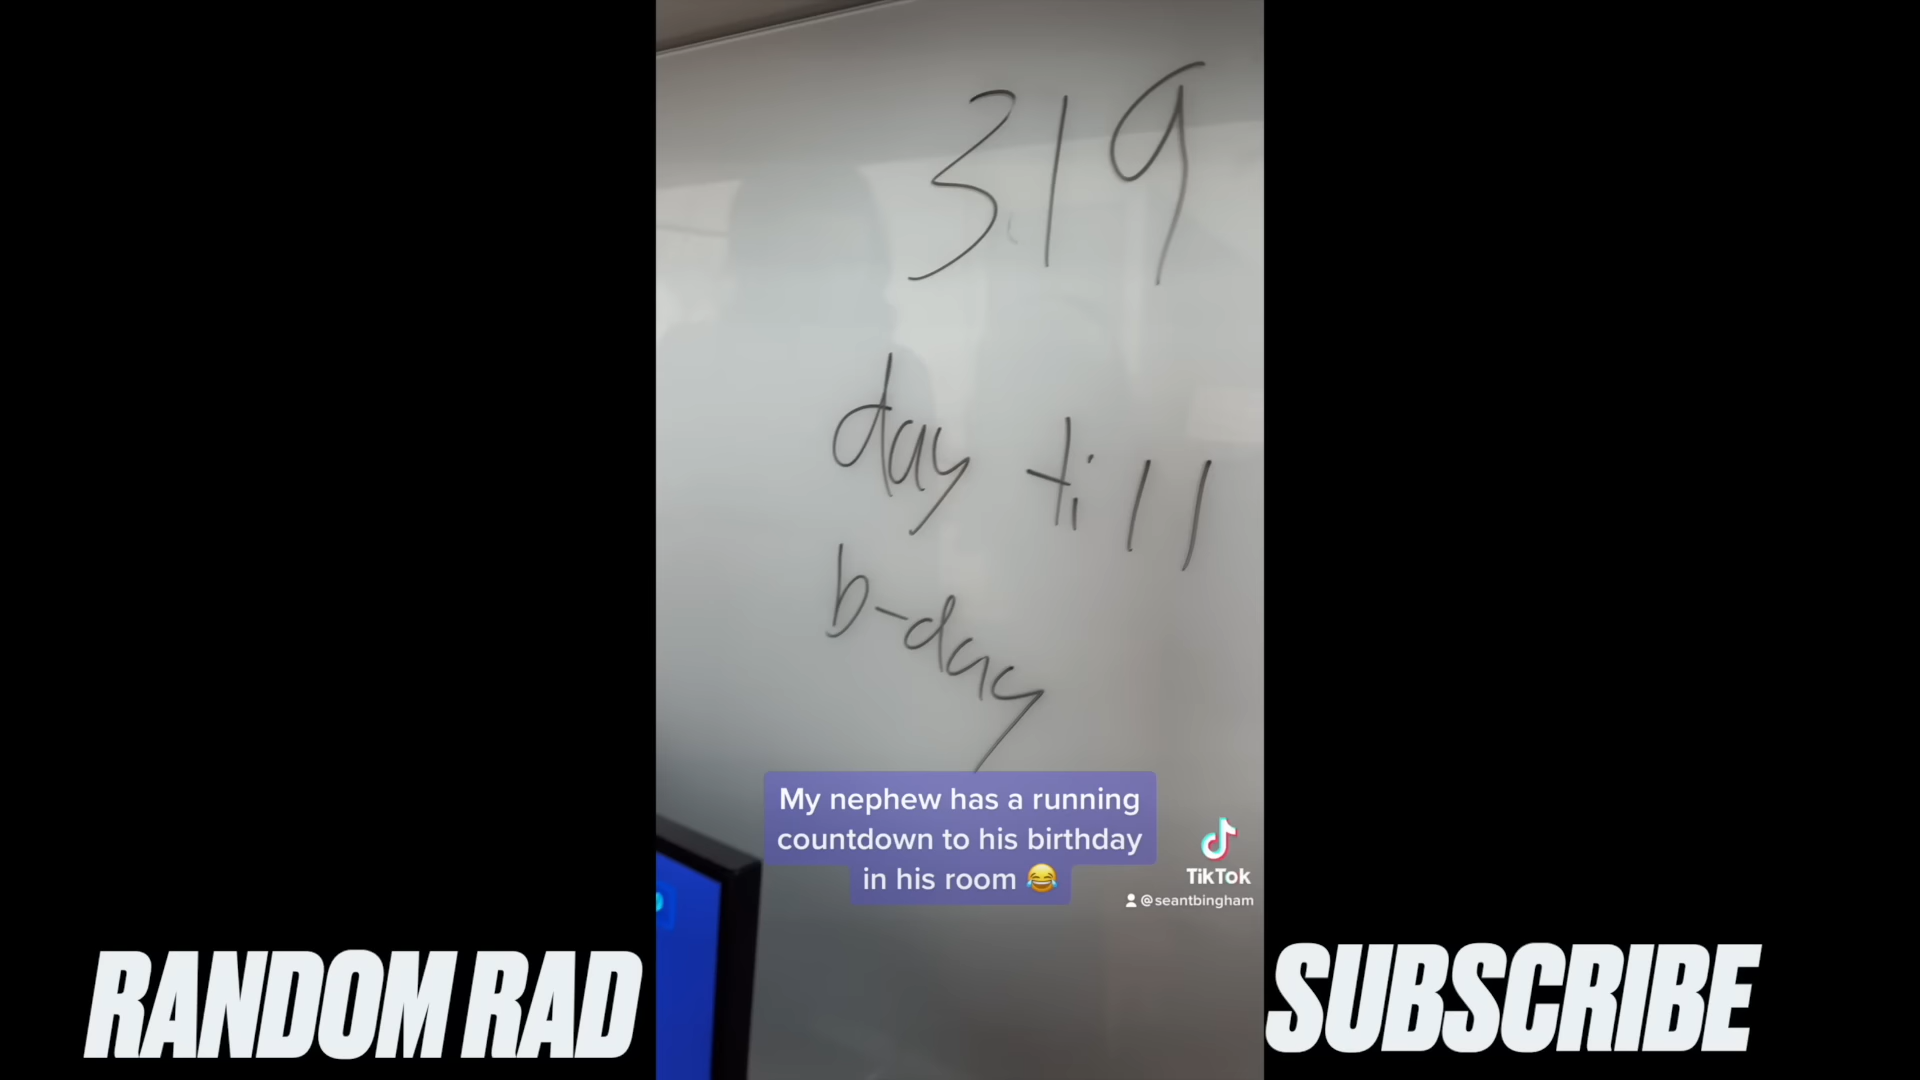 319
day till
b-day
My nephew has a running
countdown to his birthday
in his room 😂
TikTok
@seantbingham
RANDOM RAD
SUBSCRIBE